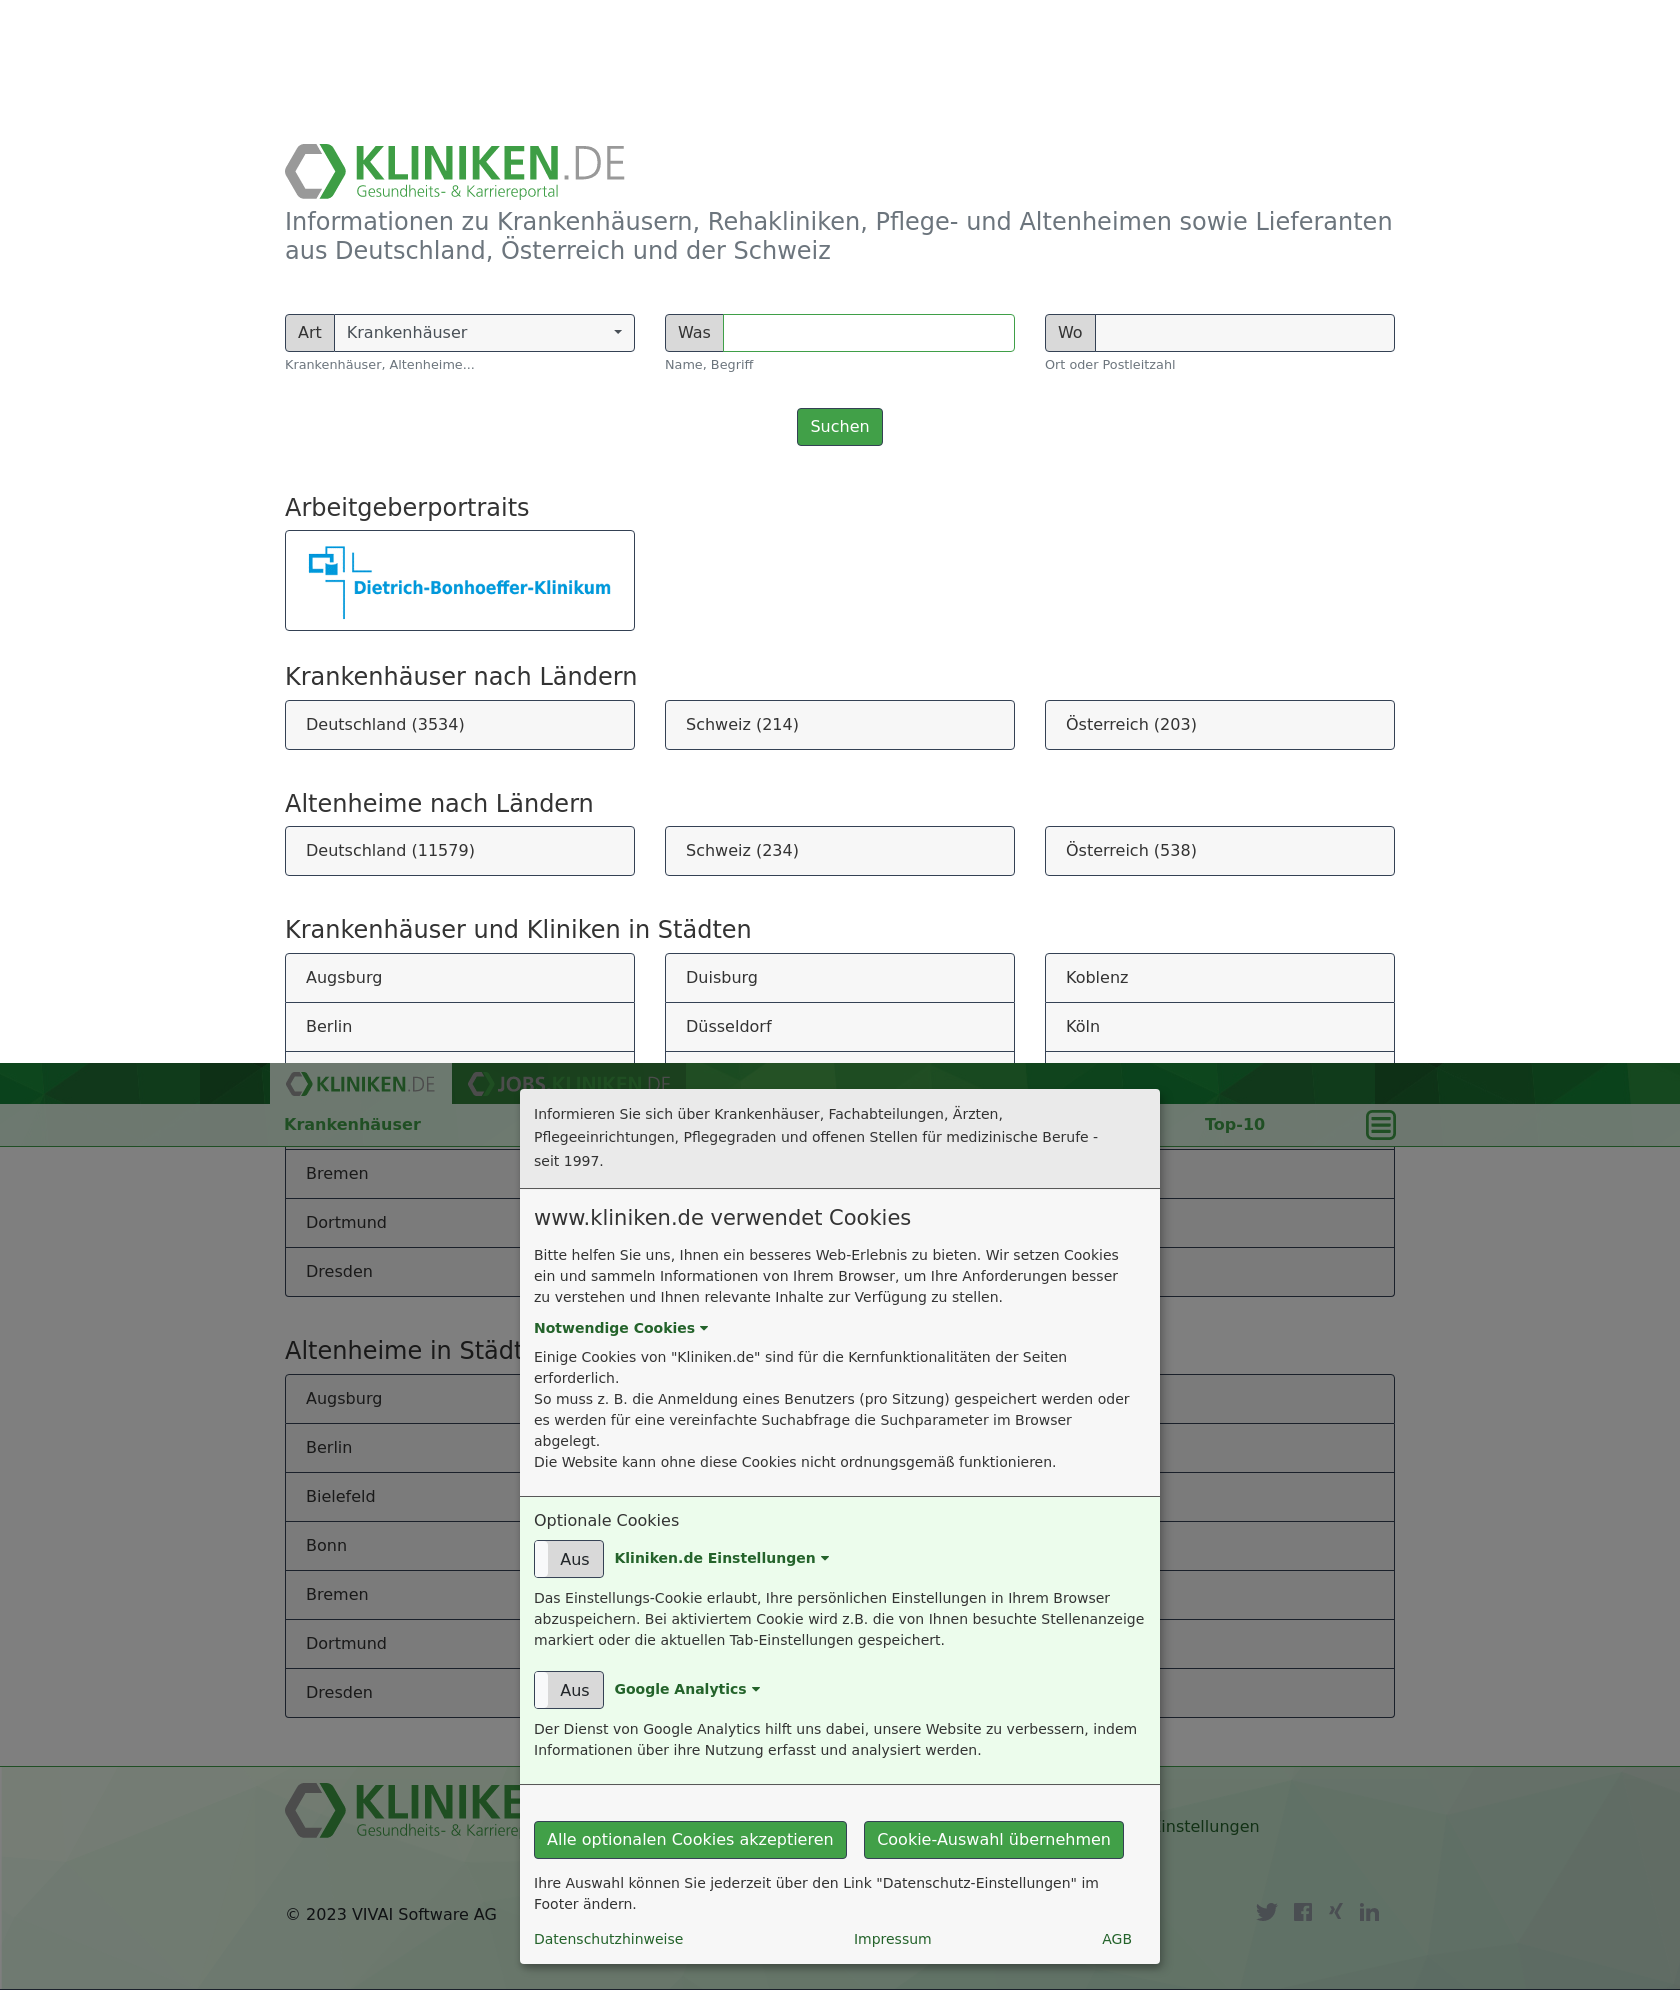 KLINIKEN.DE
Gesundheits- & Karriereportal
Informationen zu Krankenhäusern, Rehakliniken, Pflege- und Altenheimen sowie Lieferanten
aus Deutschland, Österreich und der Schweiz
Art Krankenhäuser
Krankenhäuser, Altenheime...
Was
Name, Begriff
Wo
Ort oder Postleitzahl
Suchen
Arbeitgeberportraits
Dietrich-Bonhoeffer-Klinikum
Krankenhäuser nach Ländern
Deutschland (3534)
Schweiz (214)
Österreich (203)
Altenheime nach Ländern
Deutschland (11579)
Schweiz (234)
Österreich (538)
Krankenhäuser und Kliniken in Städten
Augsburg
Duisburg
Koblenz
Berlin
Düsseldorf
Köln
KLINIKEN.DE
JOBS.KLINIKEN.DE
Krankenhäuser
Top-10
Bremen
Dortmund
Dresden
Altenheime in Städt
Augsburg
Berlin
Bielefeld
Bonn
Bremen
Dortmund
Dresden
Informieren Sie sich über Krankenhäuser, Fachabteilungen, Ärzten,
Pflegeeinrichtungen, Pflegegraden und offenen Stellen für medizinische Berufe -
seit 1997.
www.kliniken.de verwendet Cookies
Bitte helfen Sie uns, Ihnen ein besseres Web-Erlebnis zu bieten. Wir setzen Cookies
ein und sammeln Informationen von Ihrem Browser, um Ihre Anforderungen besser
zu verstehen und Ihnen relevante Inhalte zur Verfügung zu stellen.
Notwendige Cookies
Einige Cookies von "Kliniken.de" sind für die Kernfunktionalitäten der Seiten
erforderlich.
So muss z. B. die Anmeldung eines Benutzers (pro Sitzung) gespeichert werden oder
es werden für eine vereinfachte Suchabfrage die Suchparameter im Browser
abgelegt.
Die Website kann ohne diese Cookies nicht ordnungsgemäß funktionieren.
Optionale Cookies
Aus Kliniken.de Einstellungen
Das Einstellungs-Cookie erlaubt, Ihre persönlichen Einstellungen in Ihrem Browser
abzuspeichern. Bei aktiviertem Cookie wird z.B. die von Ihnen besuchte Stellenanzeige
markiert oder die aktuellen Tab-Einstellungen gespeichert.
Aus Google Analytics
Der Dienst von Google Analytics hilft uns dabei, unsere Website zu verbessern, indem
Informationen über ihre Nutzung erfasst und analysiert werden.
Alle optionalen Cookies akzeptieren
Cookie-Auswahl übernehmen
Ihre Auswahl können Sie jederzeit über den Link "Datenschutz-Einstellungen" im
Footer ändern.
Datenschutzhinweise
Impressum
AGB
KLINIKE
Gesundheits- & Karriere
instellungen
© 2023 VIVAI Software AG